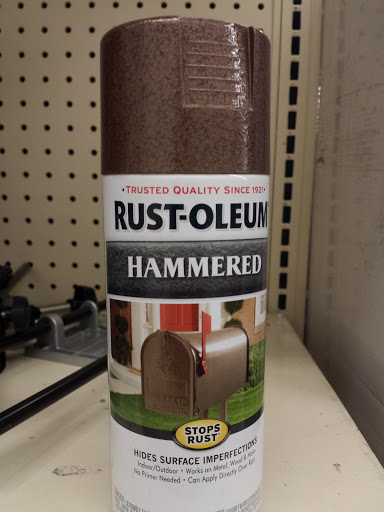 • TRUSTED QUALITY SINCE 1921 •
RUST-OLEUM
HAMMERED
STOPS
RUST®
HIDES SURFACE IMPERFECTIONS
Indoor/Outdoor • Works on Metal, Wood & More
No Primer Needed • Can Apply Directly Over Rust